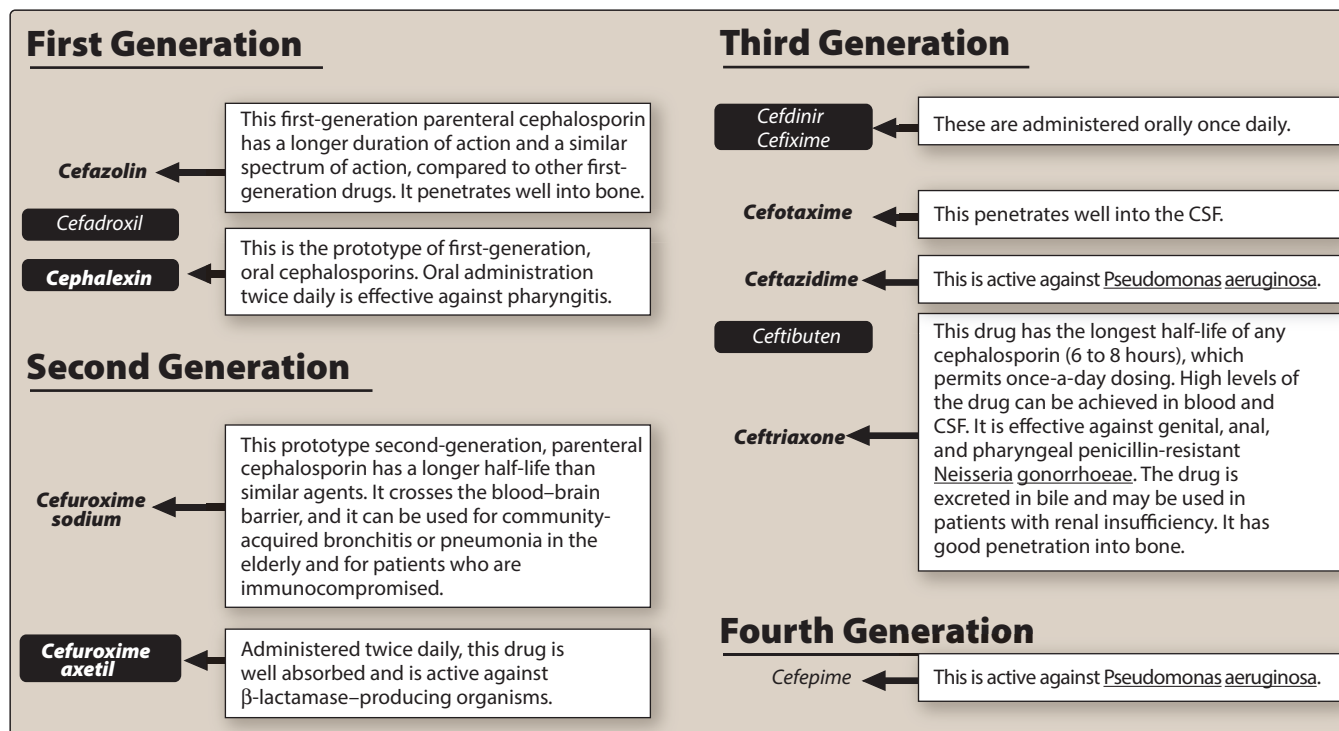 First Generation
Cefazolin
This first-generation parenteral cephalosporin
has a longer duration of action and a similar
spectrum of action, compared to other first-
generation drugs. It penetrates well into bone.
Cefadroxil
Cephalexin
This is the prototype of first-generation,
oral cephalosporins. Oral administration
twice daily is effective against pharyngitis.
Second Generation
Cefuroxime
sodium
This prototype second-generation, parenteral
cephalosporin has a longer half-life than
similar agents. It crosses the blood–brain
barrier, and it can be used for community-
acquired bronchitis or pneumonia in the
elderly and for patients who are
immunocompromised.
Cefuroxime
axetil
Administered twice daily, this drug is
well absorbed and is active against
β-lactamase–producing organisms.
Third Generation
Cefdinir
Cefixime
These are administered orally once daily.
Cefotaxime
This penetrates well into the CSF.
Ceftazidime
This is active against Pseudomonas aeruginosa.
Ceftibuten
Ceftriaxone
This drug has the longest half-life of any
cephalosporin (6 to 8 hours), which
permits once-a-day dosing. High levels of
the drug can be achieved in blood and
CSF. It is effective against genital, anal,
and pharyngeal penicillin-resistant
Neisseria gonorrhoeae. The drug is
excreted in bile and may be used in
patients with renal insufficiency. It has
good penetration into bone.
Fourth Generation
Cefepime
This is active against Pseudomonas aeruginosa.